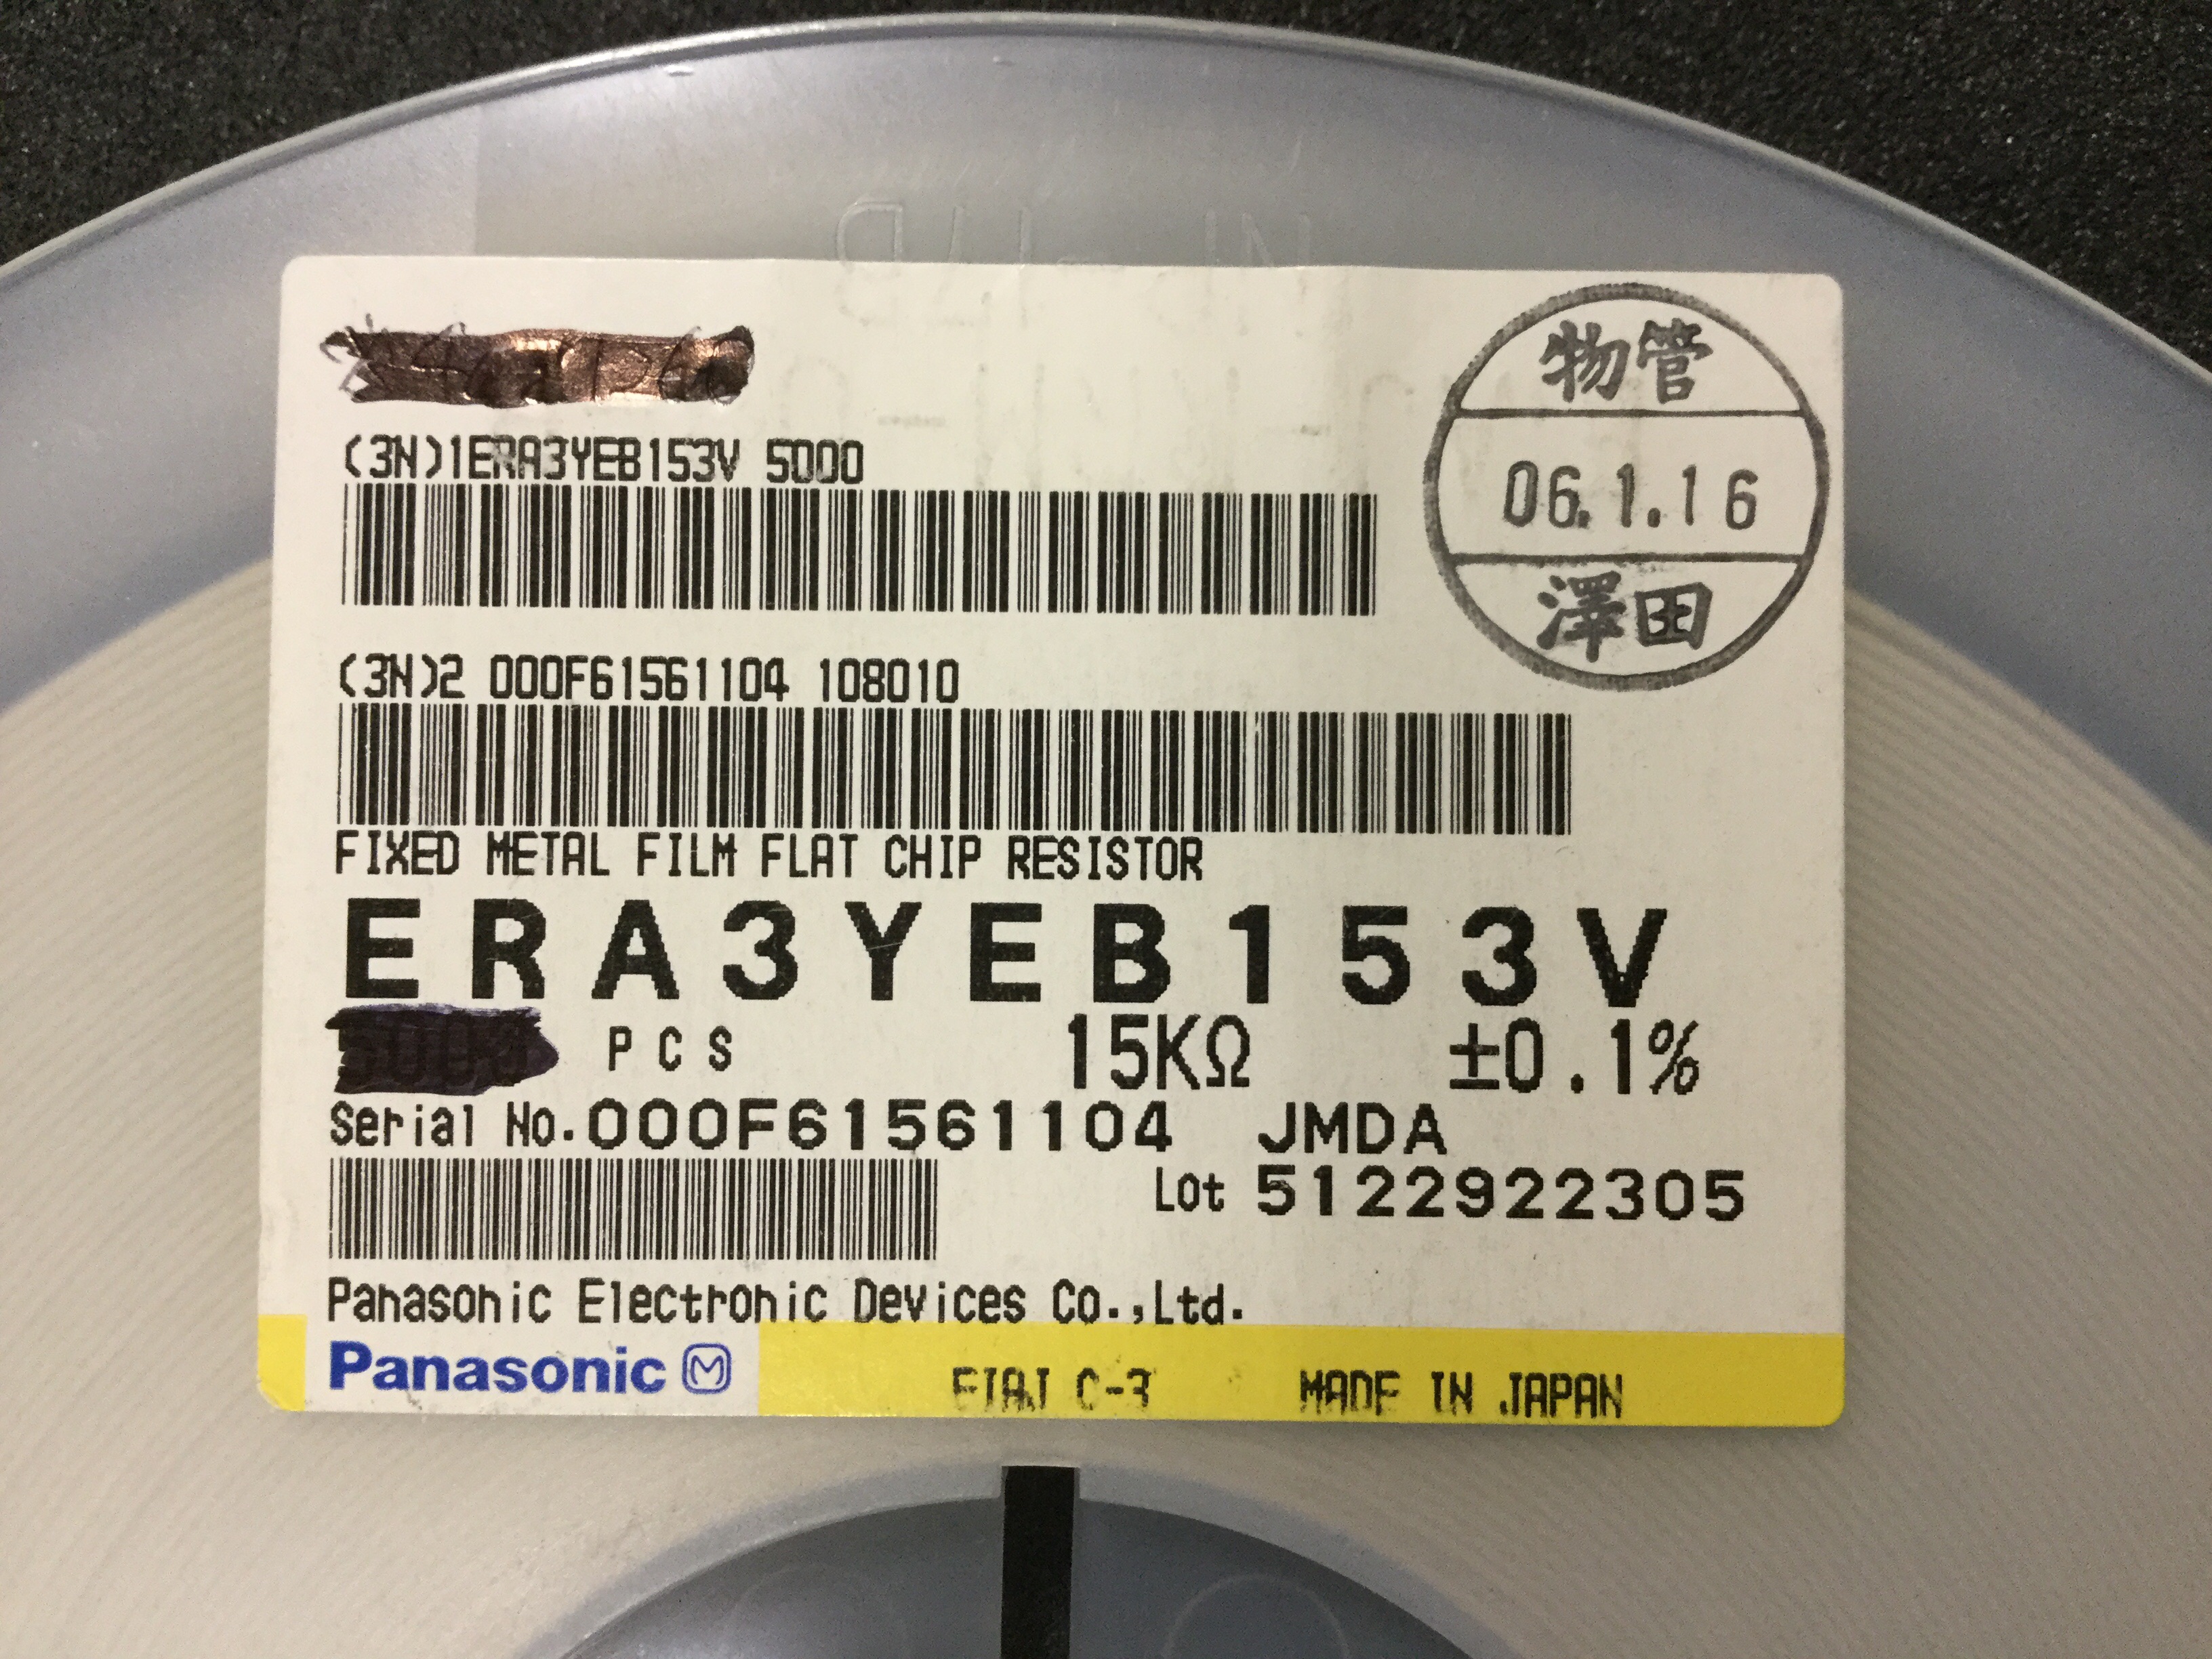 (3N)1ERA3YEB153V 5000
物管
06.1.16
澤田
(3N)2 000F61561104 108010
FIXED METAL FILM FLAT CHIP RESISTOR
ERA3YEB153V
PCS 15KΩ ±0.1%
Serial No.000F61561104 JMDA
Lot 5122922305
Panasonic Electronic Devices Co.,Ltd.
Panasonic M
EIAJ C-3 MADE IN JAPAN